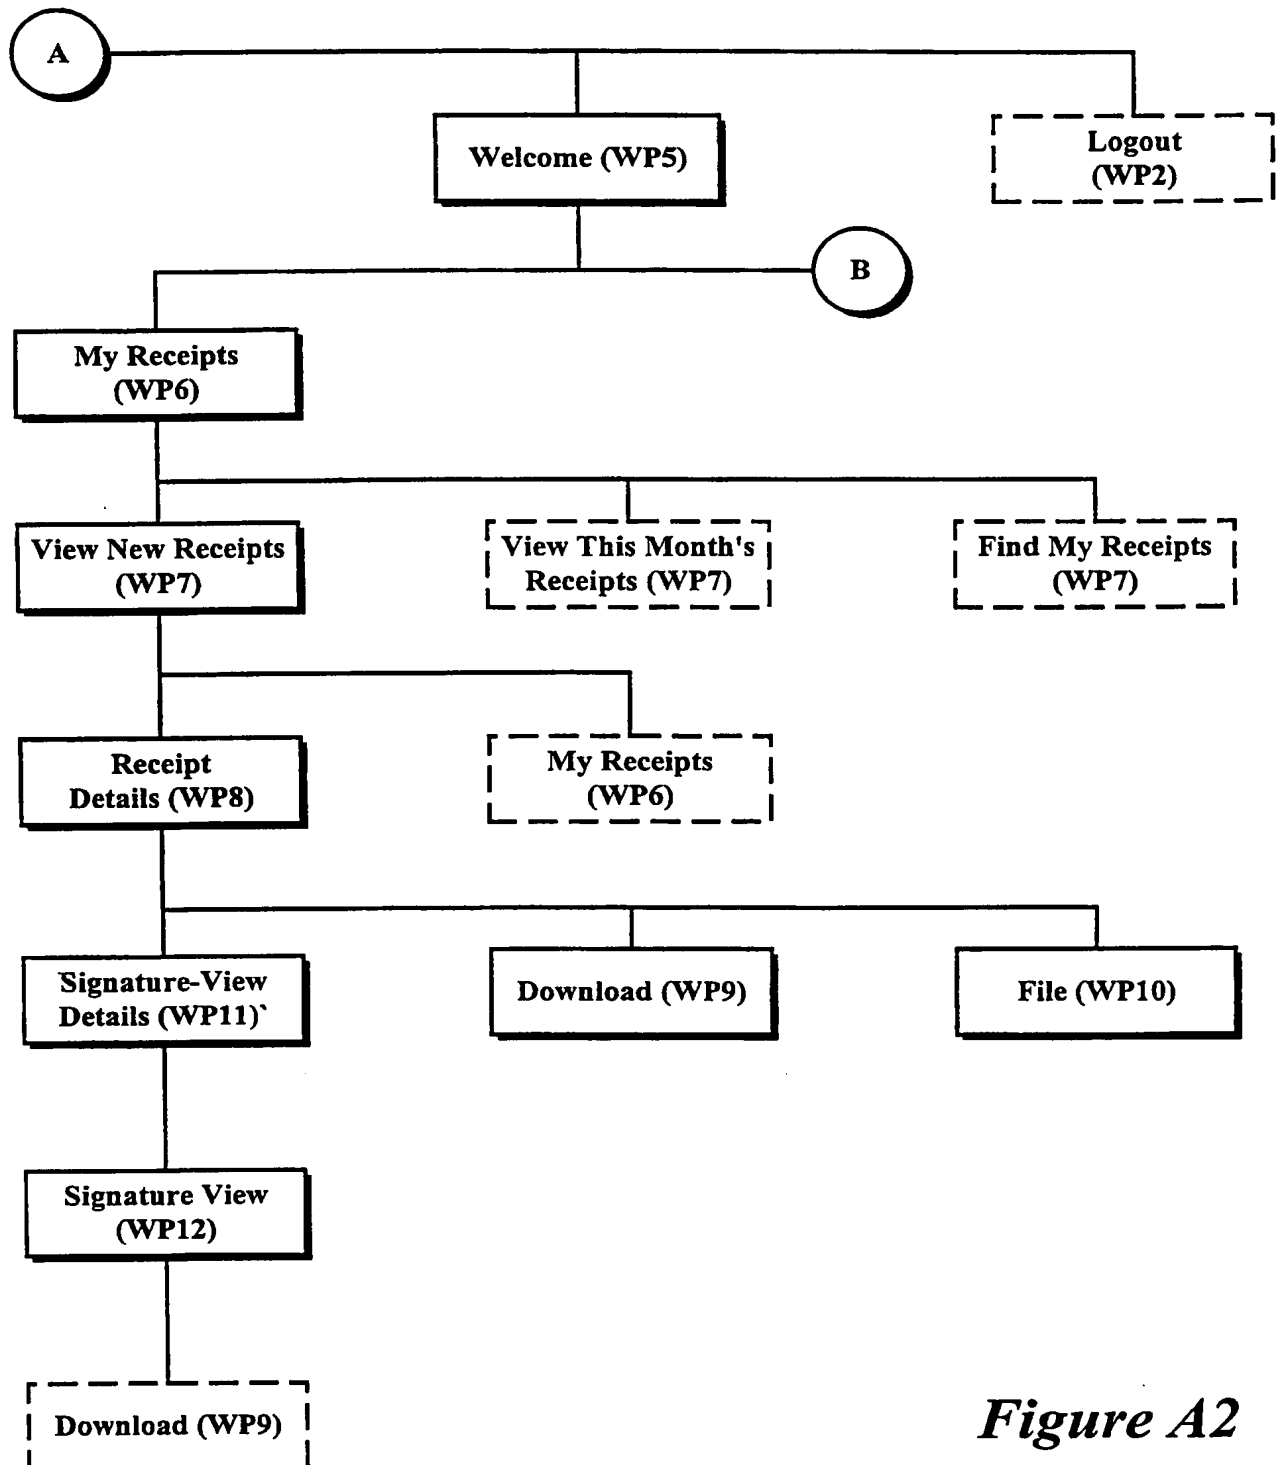 A
Welcome (WP5)
Logout
(WP2)
B
My Receipts
(WP6)
View New Receipts
(WP7)
View This Month's
Receipts (WP7)
Find My Receipts
(WP7)
Receipt
Details (WP8)
My Receipts
(WP6)
Signature-View
Details (WP11)`
Download (WP9)
File (WP10)
Signature View
(WP12)
Download (WP9)
Figure A2